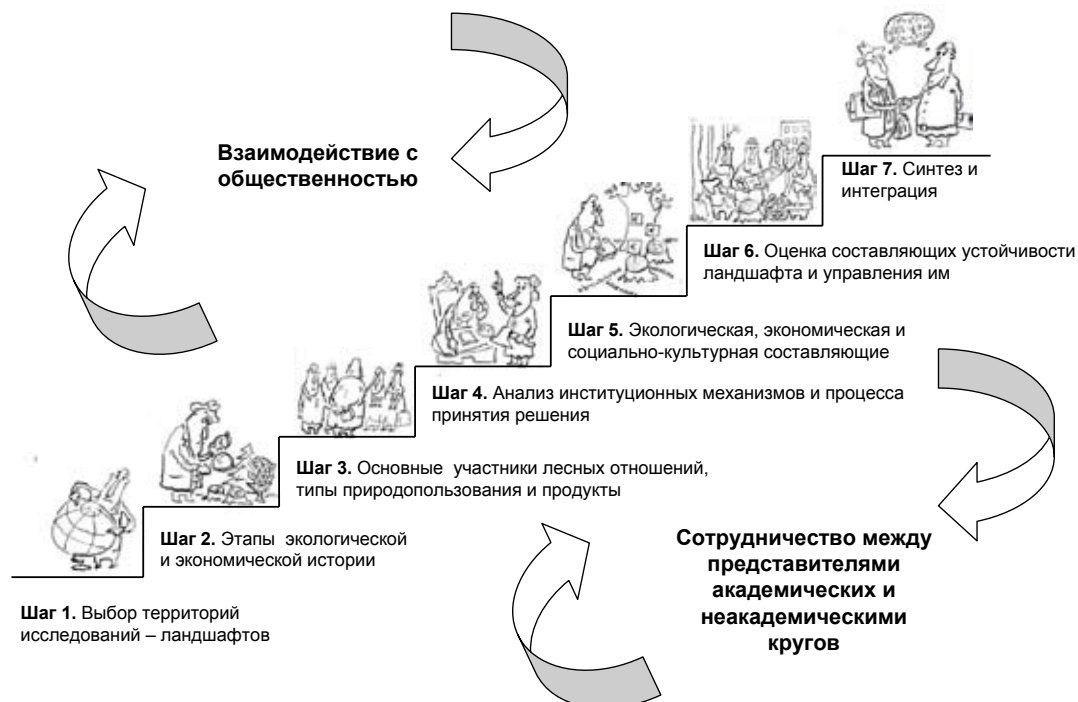 Взаимодействие с
общественностью
Шаг 7. Синтез и
интеграция
Шаг 6. Оценка составляющих устойчивости
ландшафта и управления им
Шаг 5. Экологическая, экономическая и
социально-культурная составляющие
Шаг 4. Анализ институционных механизмов и процесса
принятия решения
Шаг 3. Основные участники лесных отношений,
типы природопользования и продукты
Шаг 2. Этапы экологической
и экономической истории
Шаг 1. Выбор территорий
исследований – ландшафтов
Сотрудничество между
представителями
академических и
неакадемическими
кругов